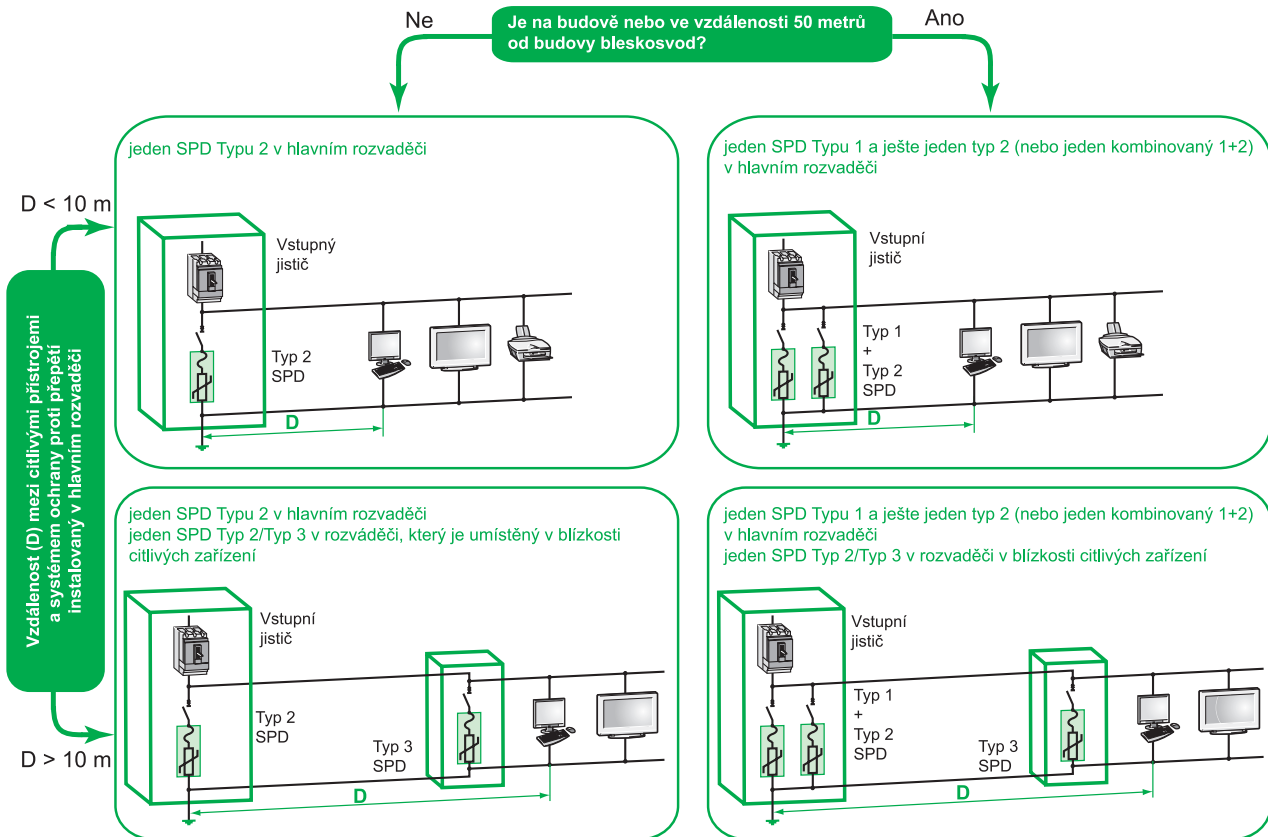 Ne
Je na budově nebo ve vzdálenosti 50 metrů
od budovy bleskosvod?
Ano
D < 10 m
Vzdálenost (D) mezi citlivými přístrojemi
a systémem ochrany proti přepětí
instalovaný v hlavním rozvaděči
D > 10 m
jeden SPD Typu 2 v hlavním rozvaděči
Vstupný
jistič
Typ 2
SPD
D
jeden SPD Typu 1 a ješte jeden typ 2 (nebo jeden kombinovaný 1+2)
v hlavním rozvaděči
Vstupní
jistič
Typ 1
+
Typ 2
SPD
D
jeden SPD Typu 2 v hlavním rozvaděči
jeden SPD Typ 2/Typ 3 v rozváděči, který je umistěný v blízkosti
citlivých zařízení
Vstupní
jistič
Typ 2
SPD
Typ 3
SPD
D
jeden SPD Typu 1 a ješte jeden typ 2 (nebo jeden kombinovaný 1+2)
v hlavním rozvaděči
jeden SPD Typ 2/Typ 3 v rozvaděči v blízkosti citlivých zařízení
Vstupní
jistič
Typ 1
+
Typ 2
SPD
Typ 3
SPD
D